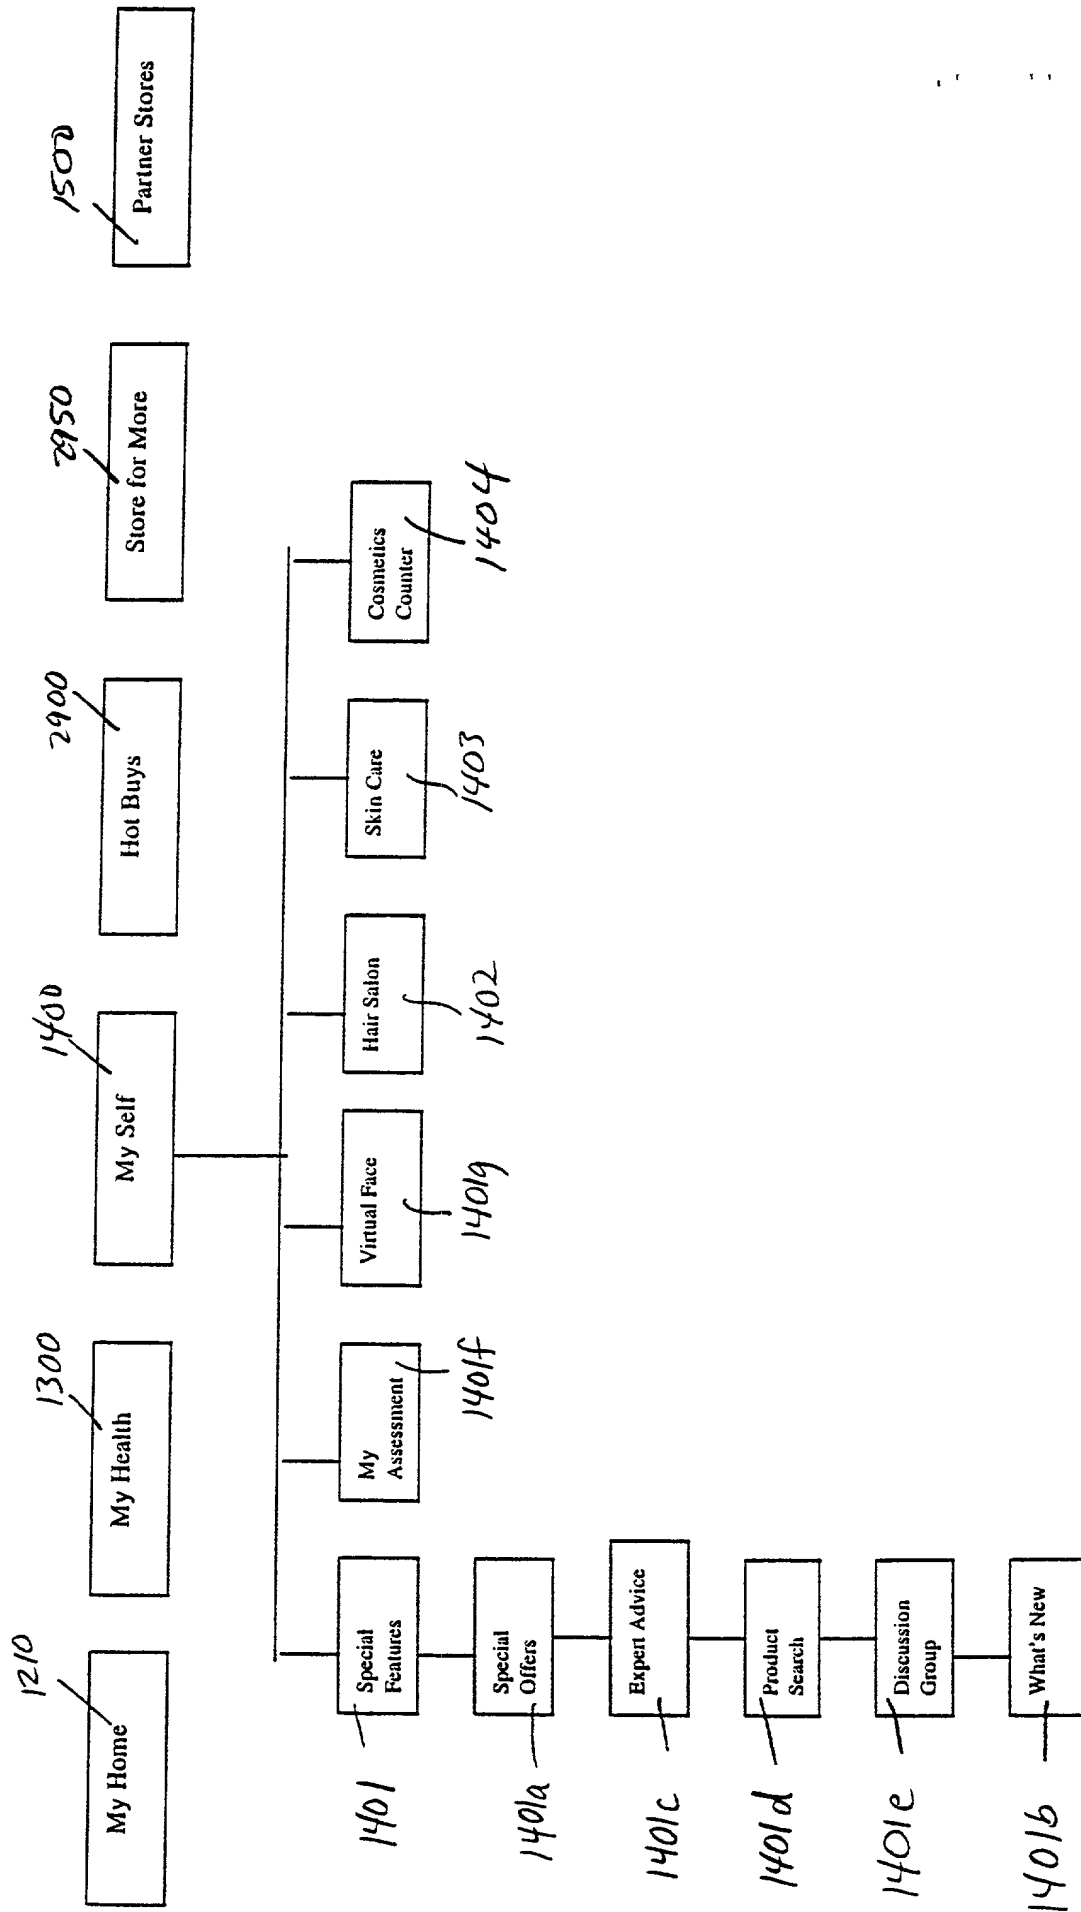 1210
My Home
1300
My Health
1400
My Self
2900
Hot Buys
2950
Store for More
1500
Partner Stores
1401
Special
Features
My
Assessment
1401f
Virtual Face
1401g
Hair Salon
1402
Skin Care
1403
Cosmetics
Counter
1404
1401a
Special
Offers
1401c
Expert Advice
1401d
Product
Search
1401e
Discussion
Group
1401b
What's New